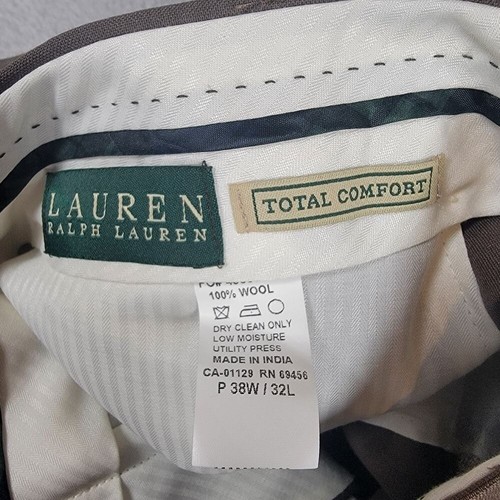 LAUREN
RALPH LAUREN
TOTAL COMFORT
100% WOOL
DRY CLEAN ONLY
LOW MOISTURE
UTILITY PRESS
MADE IN INDIA
CA-01129 RN 69456
P 38W / 32L